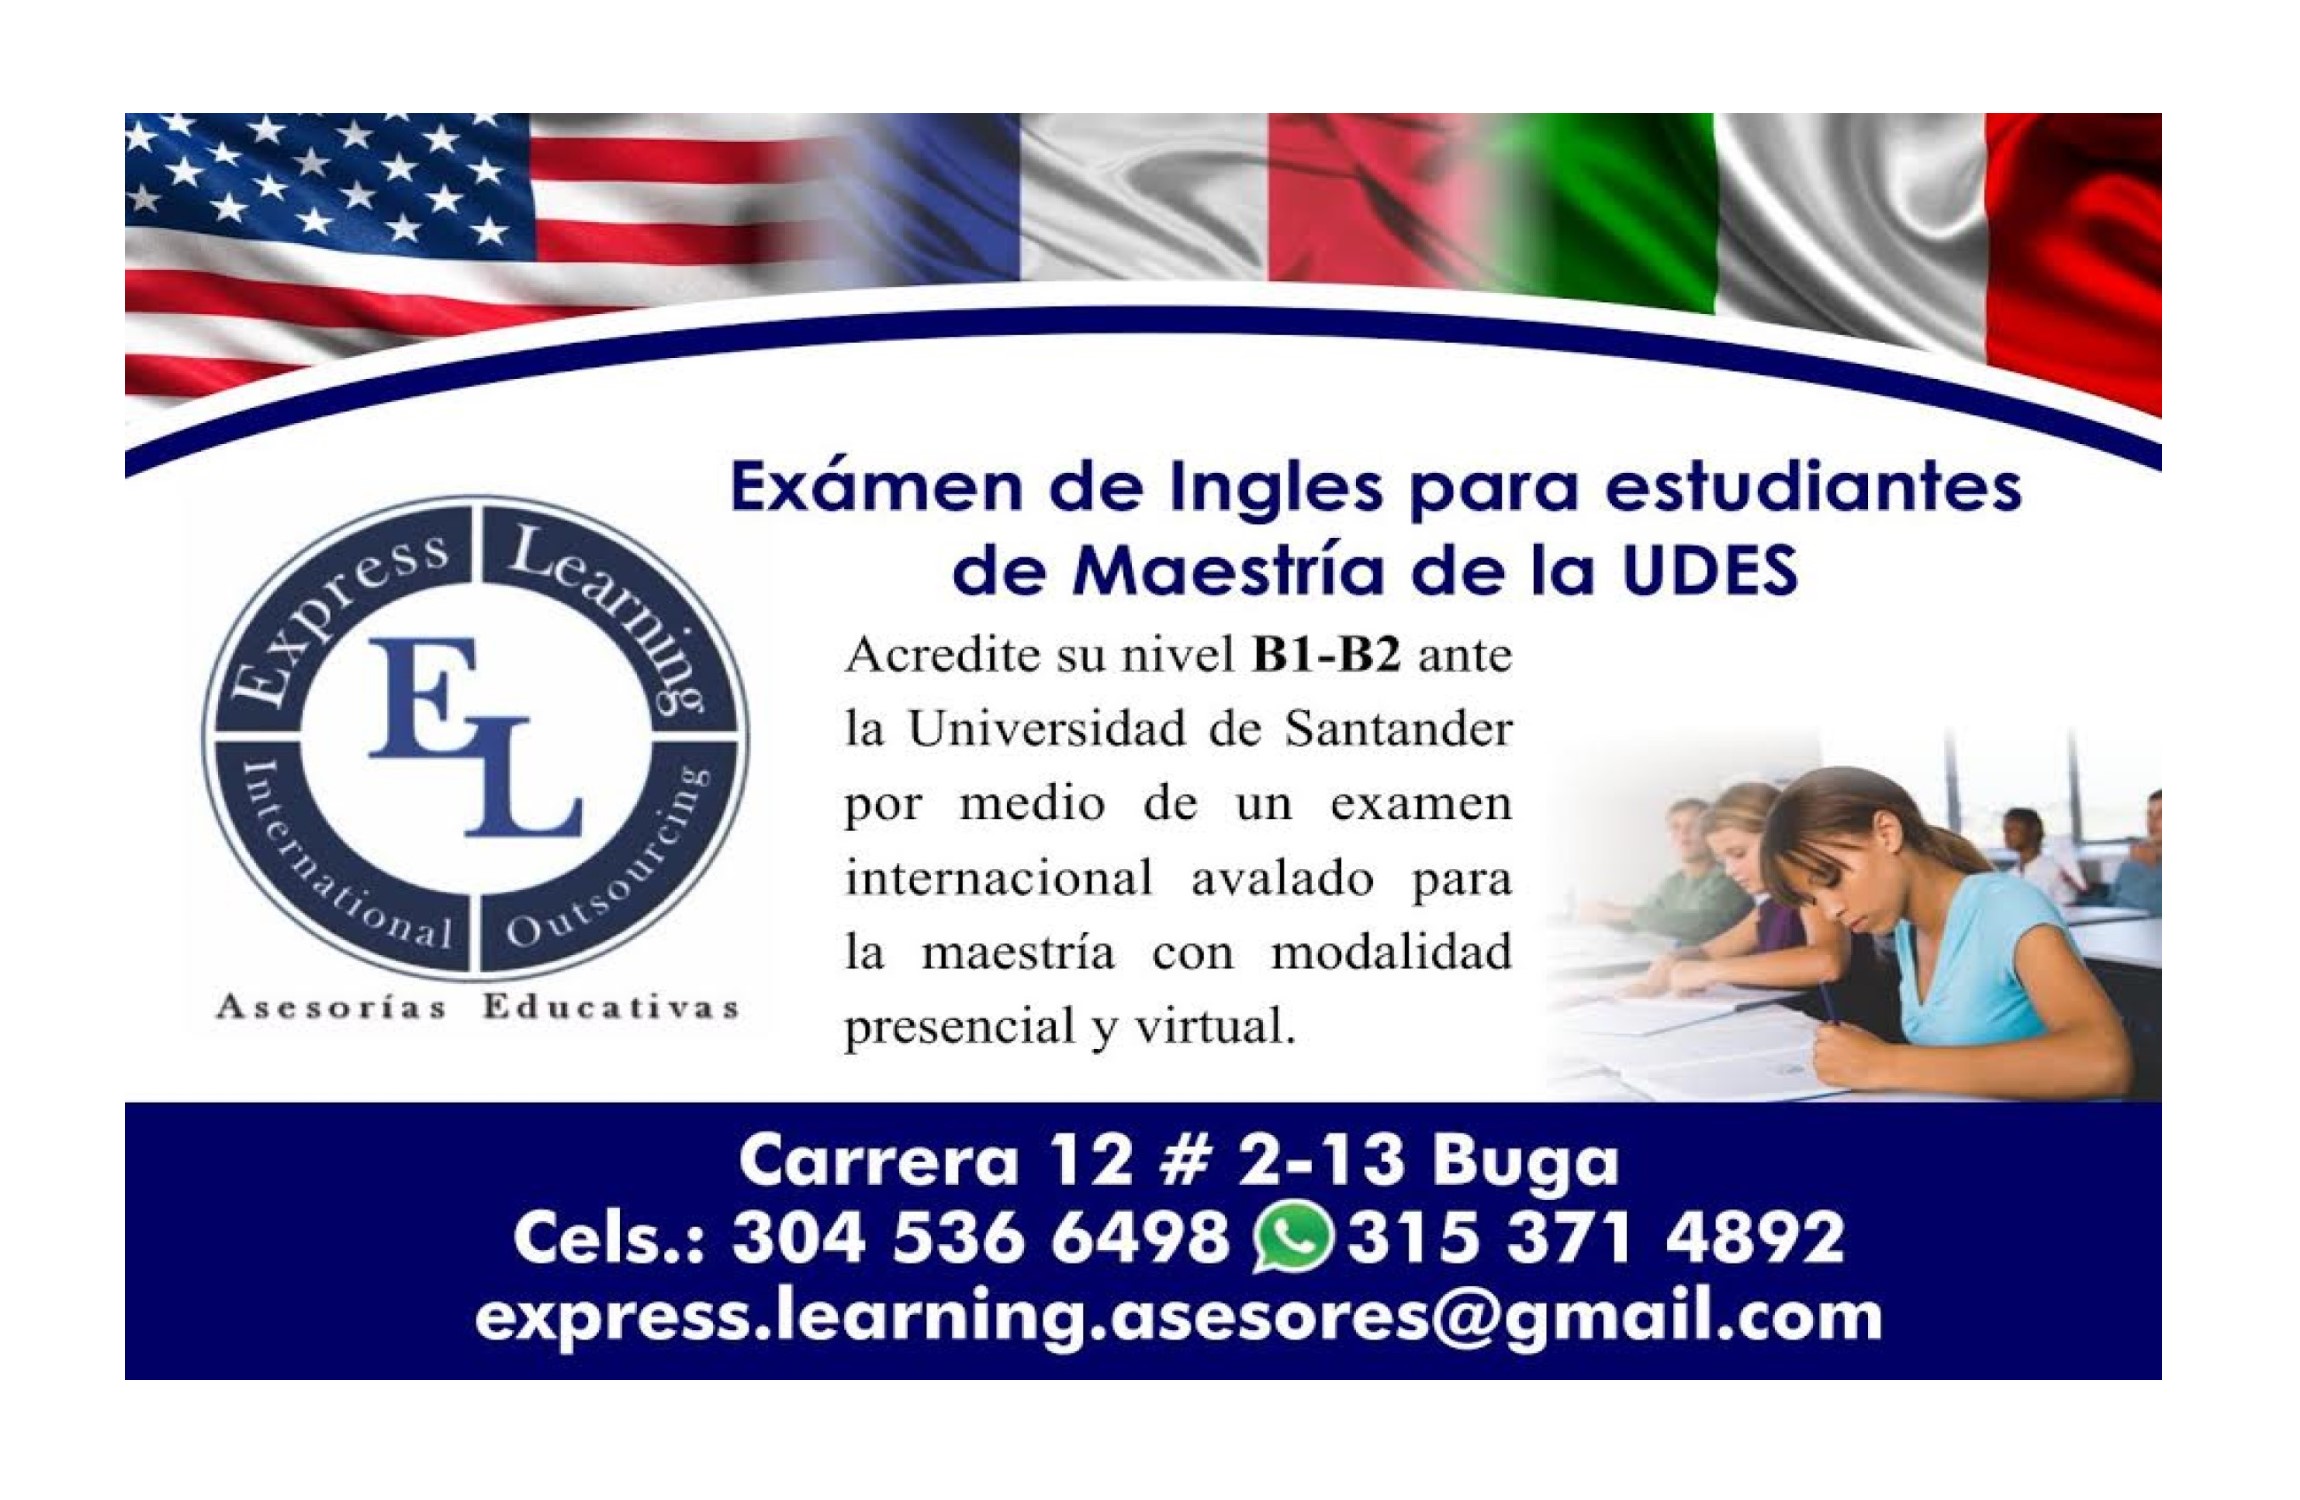 Exámen de Ingles para estudiantes
de Maestría de la UDES
Express Learning
EL
International Outsourcing
Asesorías Educativas
Acredite su nivel B1-B2 ante
la Universidad de Santander
por medio de un examen
internacional avalado para
la maestría con modalidad
presencial y virtual.
Carrera 12 # 2-13 Buga
Cels.: 304 536 6498 315 371 4892
express.learning.asesores@gmail.com